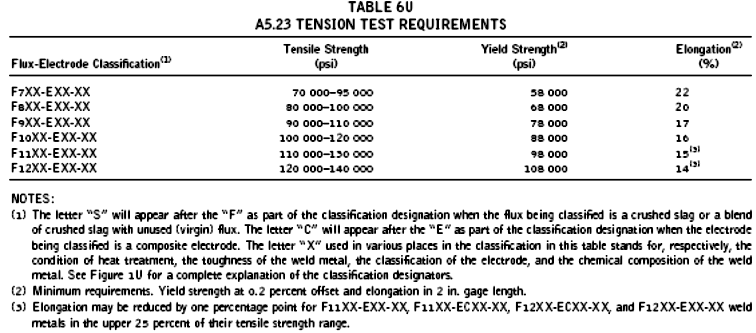 TABLE 6U
A5.23 TENSION TEST REQUIREMENTS
Flux-Electrode Classification(1) Tensile Strength (psi) Yield Strength(2) (psi) Elongation(2) (%)
F7XX-EXX-XX 70 000–95 000 58 000 22
F8XX-EXX-XX 80 000–100 000 68 000 20
F9XX-EXX-XX 90 000–110 000 78 000 17
F10XX-EXX-XX 100 000–120 000 88 000 16
F11XX-EXX-XX 110 000–130 000 98 000 15(3)
F12XX-EXX-XX 120 000–140 000 108 000 14(3)
NOTES:
(1) The letter "S" will appear after the "F" as part of the classification designation when the flux being classified is a crushed slag or a blend
of crushed slag with unused (virgin) flux. The letter "C" will appear after the "E" as part of the classification designation when the electrode
being classified is a composite electrode. The letter "X" used in various places in the classification in this table stands for, respectively, the
condition of heat treatment, the toughness of the weld metal, the classification of the electrode, and the chemical composition of the weld
metal. See Figure 1U for a complete explanation of the classification designators.
(2) Minimum requirements. Yield strength at 0.2 percent offset and elongation in 2 in. gage length.
(3) Elongation may be reduced by one percentage point for F11XX-EXX-XX, F11XX-ECXX-XX, F12XX-ECXX-XX, and F12XX-EXX-XX weld
metals in the upper 25 percent of their tensile strength range.